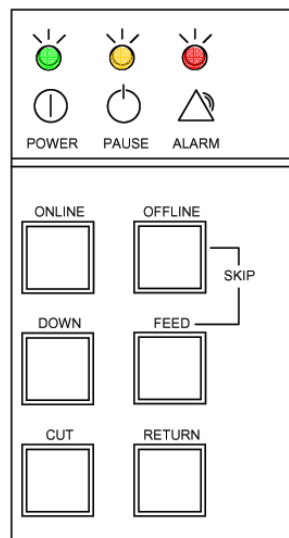 POWER PAUSE ALARM
ONLINE OFFLINE
SKIP
DOWN FEED
CUT RETURN